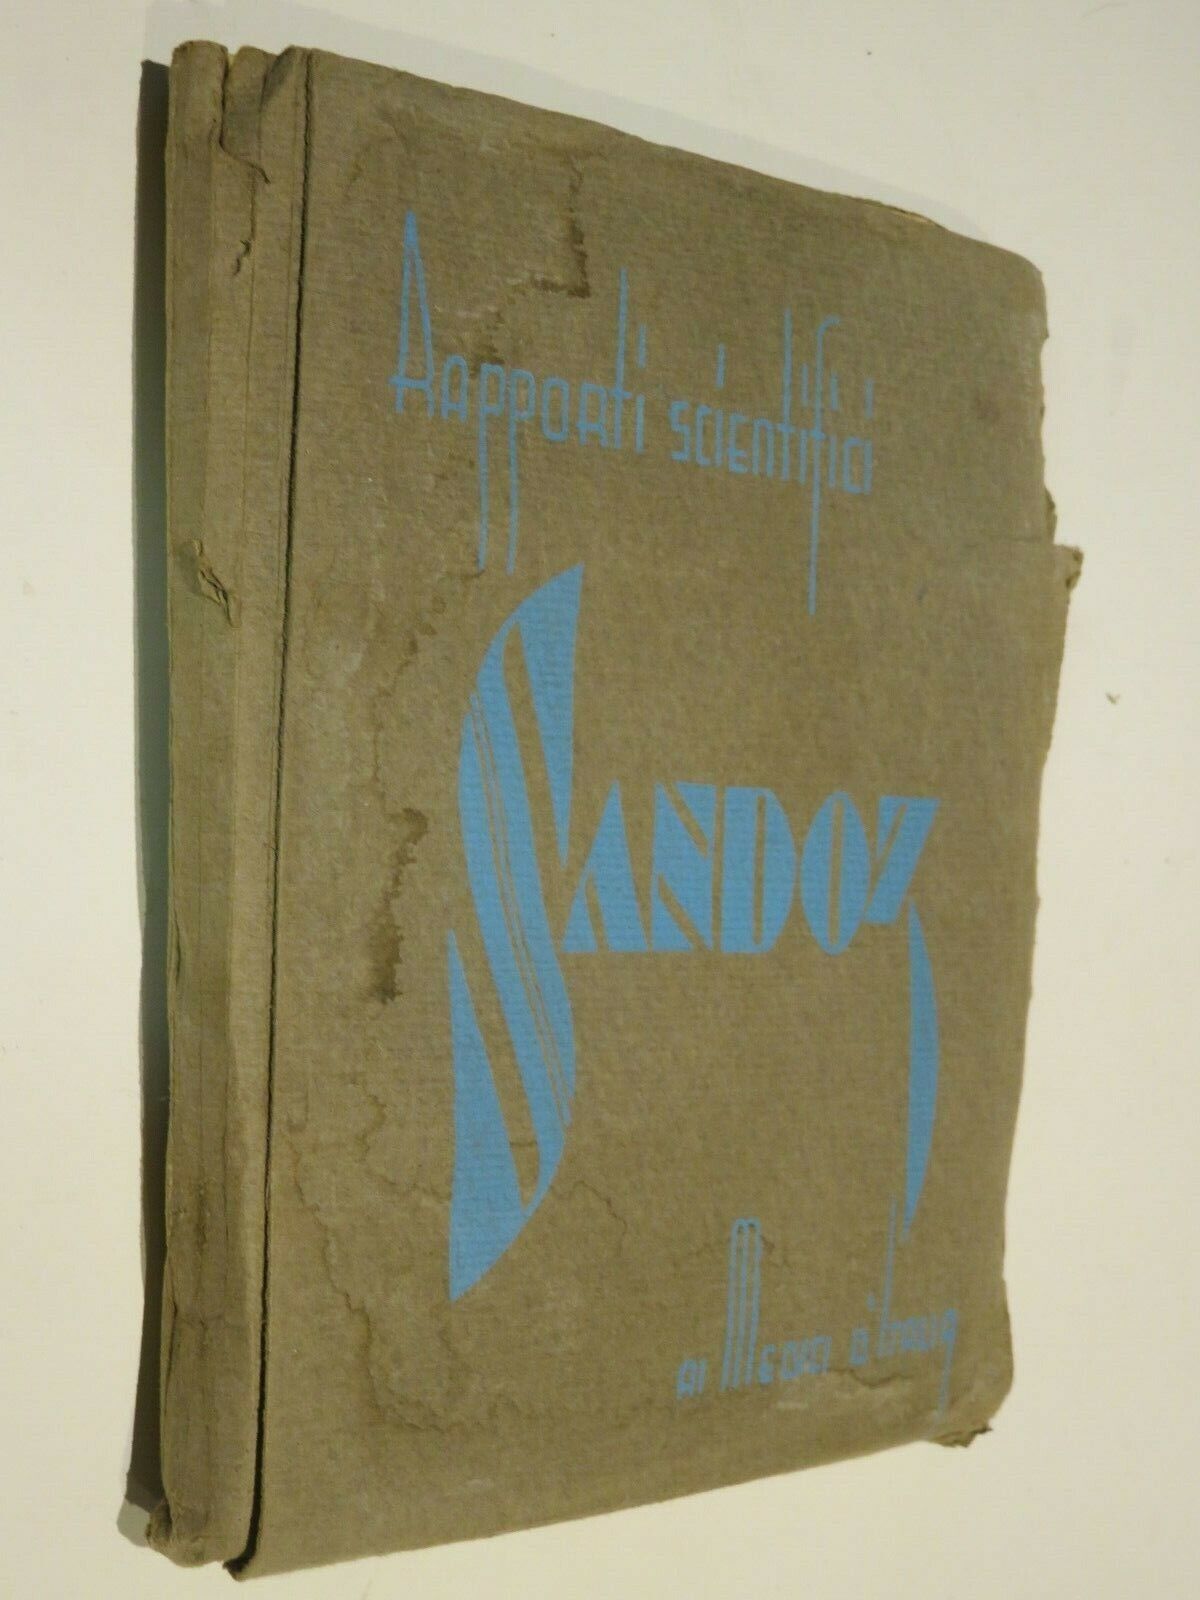 Rapporti scientifici
SANDOZ
ai Medici d'Italia